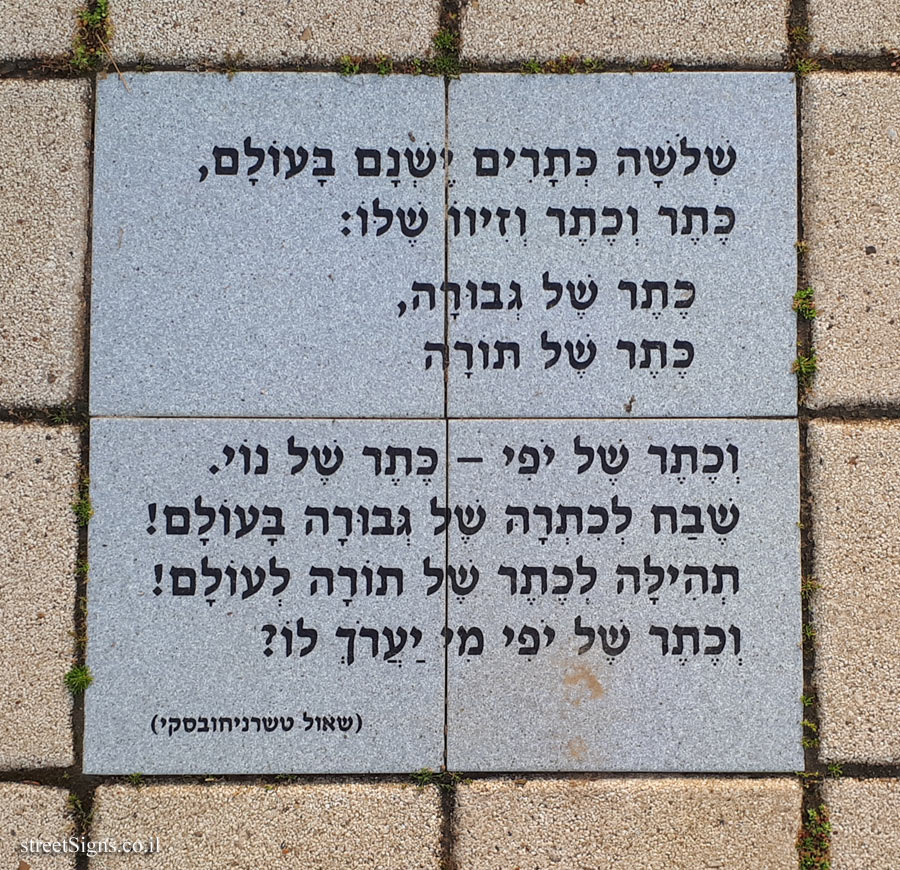 שְׁלֹשָׁה כְּתָרִים יֶשְׁנָם בָּעוֹלָם,
כֶּתֶר וְכֶתֶר וְזִיווֹ שֶׁלּוֹ:
כֶּתֶר שֶׁל גְּבוּרָה,
כֶּתֶר שֶׁל תּוֹרָה
וְכֶתֶר שֶׁל יֹפִי – כֶּתֶר שֶׁל נוֹי.
שֶׁבַח לְכִתְרָהּ שֶׁל גְּבוּרָה בָּעוֹלָם!
תְּהִילָּה לְכֶתֶר שֶׁל תּוֹרָה לְעוֹלָם!
וְכֶתֶר שֶׁל יֹפִי מִי יַעֲרֹךְ לוֹ?
(שאול טשרניחובסקי)
streetSigns.co.il